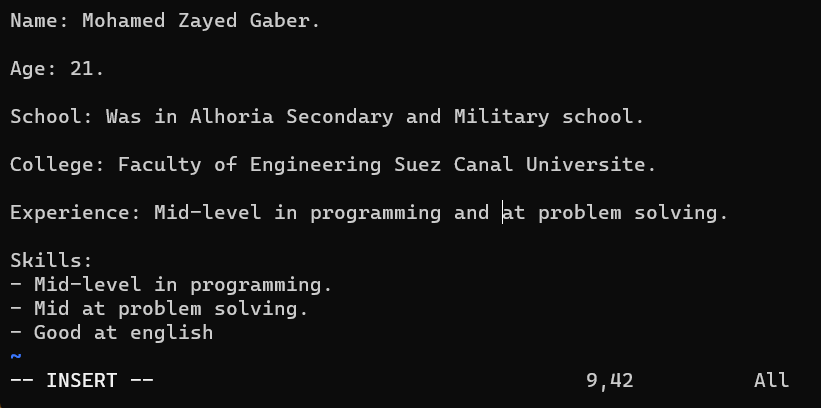 Name: Mohamed Zayed Gaber.
Age: 21.
School: Was in Alhoria Secondary and Military school.
College: Faculty of Engineering Suez Canal Universite.
Experience: Mid-level in programming and at problem solving.
Skills:
- Mid-level in programming.
- Mid at problem solving.
- Good at english
~
-- INSERT -- 9,42 All